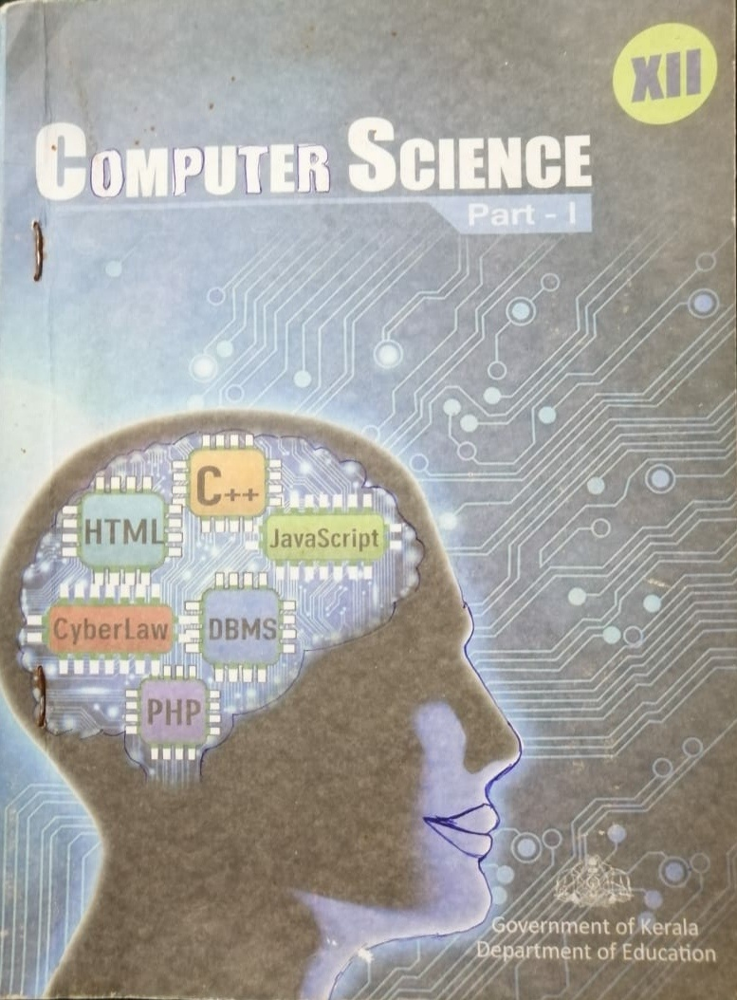 XII
COMPUTER SCIENCE
Part - I
C++
HTML
JavaScript
CyberLaw
DBMS
PHP
Government of Kerala
Department of Education